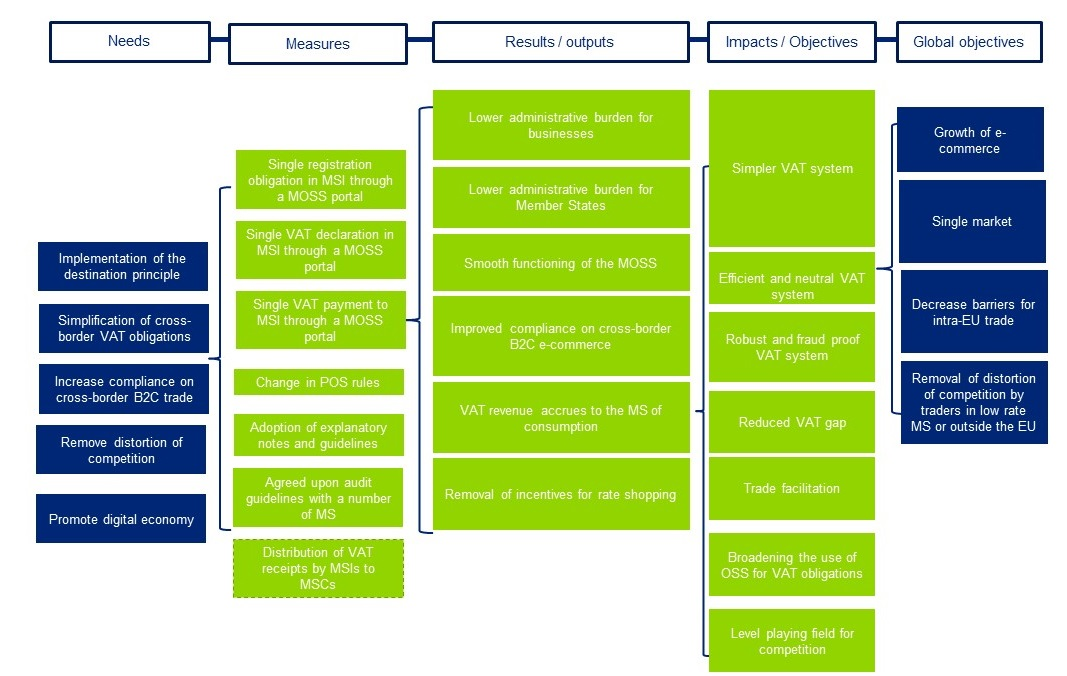 Needs
Measures
Results / outputs
Impacts / Objectives
Global objectives
Implementation of the
destination principle
Simplification of cross-
border VAT obligations
Increase compliance on
cross-border B2C trade
Remove distortion of
competition
Promote digital economy
Single registration
obligation in MSI through
a MOSS portal
Single VAT declaration in
MSI through a MOSS
portal
Single VAT payment to
MSI through a MOSS
portal
Change in POS rules
Adoption of explanatory
notes and guidelines
Agreed upon audit
guidelines with a number
of MS
Distribution of VAT
receipts by MSIs to
MSCs
Lower administrative burden for
businesses
Lower administrative burden for
Member States
Smooth functioning of the MOSS
Improved compliance on cross-border
B2C e-commerce
VAT revenue accrues to the MS of
consumption
Removal of incentives for rate shopping
Simpler VAT system
Efficient and neutral VAT
system
Robust and fraud proof
VAT system
Reduced VAT gap
Trade facilitation
Broadening the use of
OSS for VAT obligations
Level playing field for
competition
Growth of e-
commerce
Single market
Decrease barriers for
intra-EU trade
Removal of distortion
of competition by
traders in low rate
MS or outside the EU